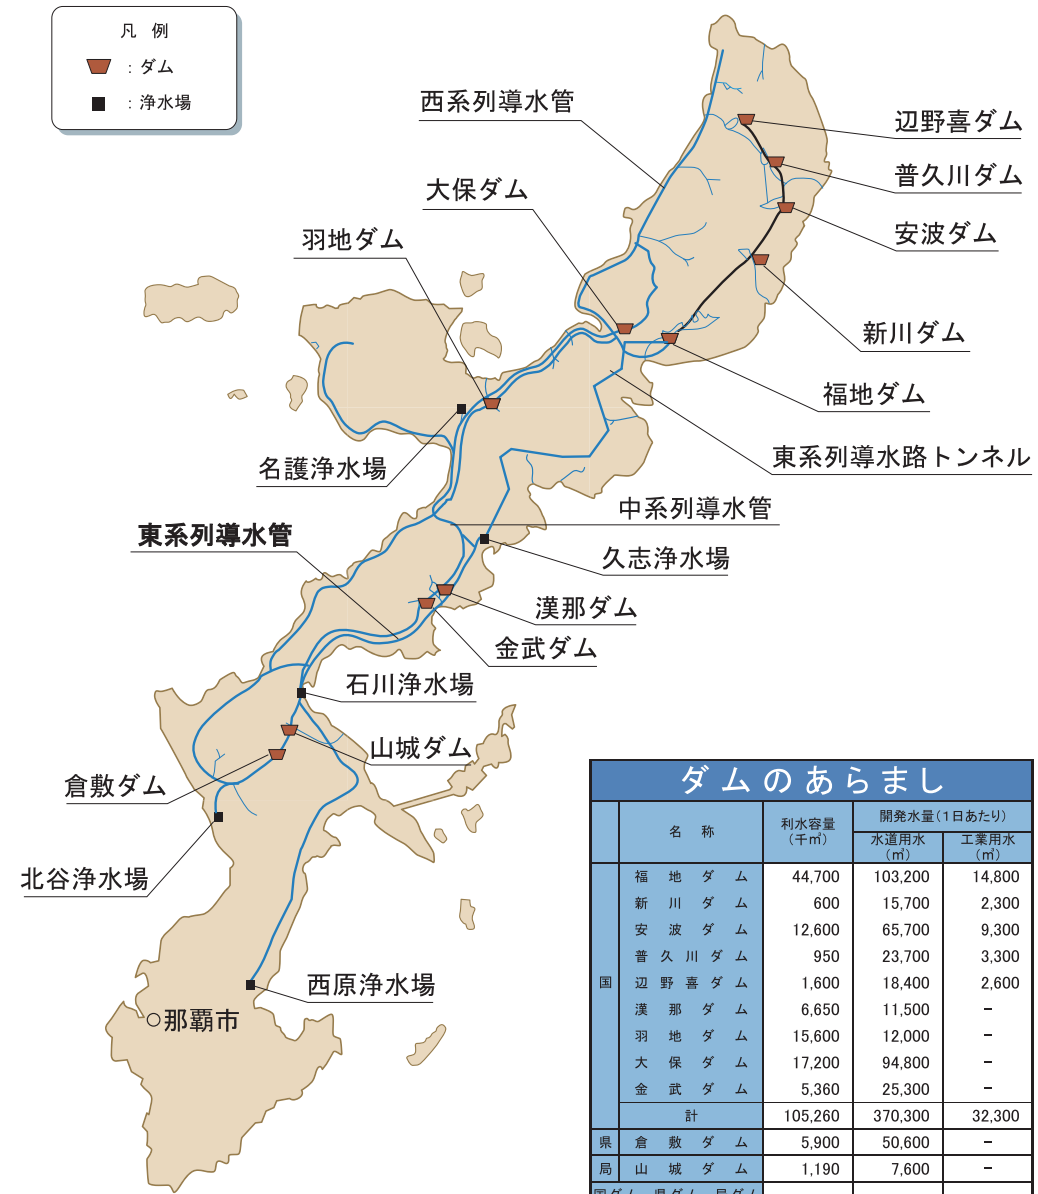 凡 例
：ダム
：浄水場
西系列導水管
大保ダム
羽地ダム
辺野喜ダム
普久川ダム
安波ダム
新川ダム
福地ダム
東系列導水路トンネル
名護浄水場
中系列導水管
東系列導水管
久志浄水場
漢那ダム
金武ダム
石川浄水場
山城ダム
倉敷ダム
北谷浄水場
西原浄水場
那覇市
ダムのあらまし
名 称 利水容量（千㎥） 開発水量（1日あたり）
水道用水（㎥） 工業用水（㎥）
国
福地ダム 44,700 103,200 14,800
新川ダム 600 15,700 2,300
安波ダム 12,600 65,700 9,300
普久川ダム 950 23,700 3,300
辺野喜ダム 1,600 18,400 2,600
漢那ダム 6,650 11,500 −
羽地ダム 15,600 12,000 −
大保ダム 17,200 94,800 −
金武ダム 5,360 25,300 −
計 105,260 370,300 32,300
県 倉敷ダム 5,900 50,600 −
局 山城ダム 1,190 7,600 −